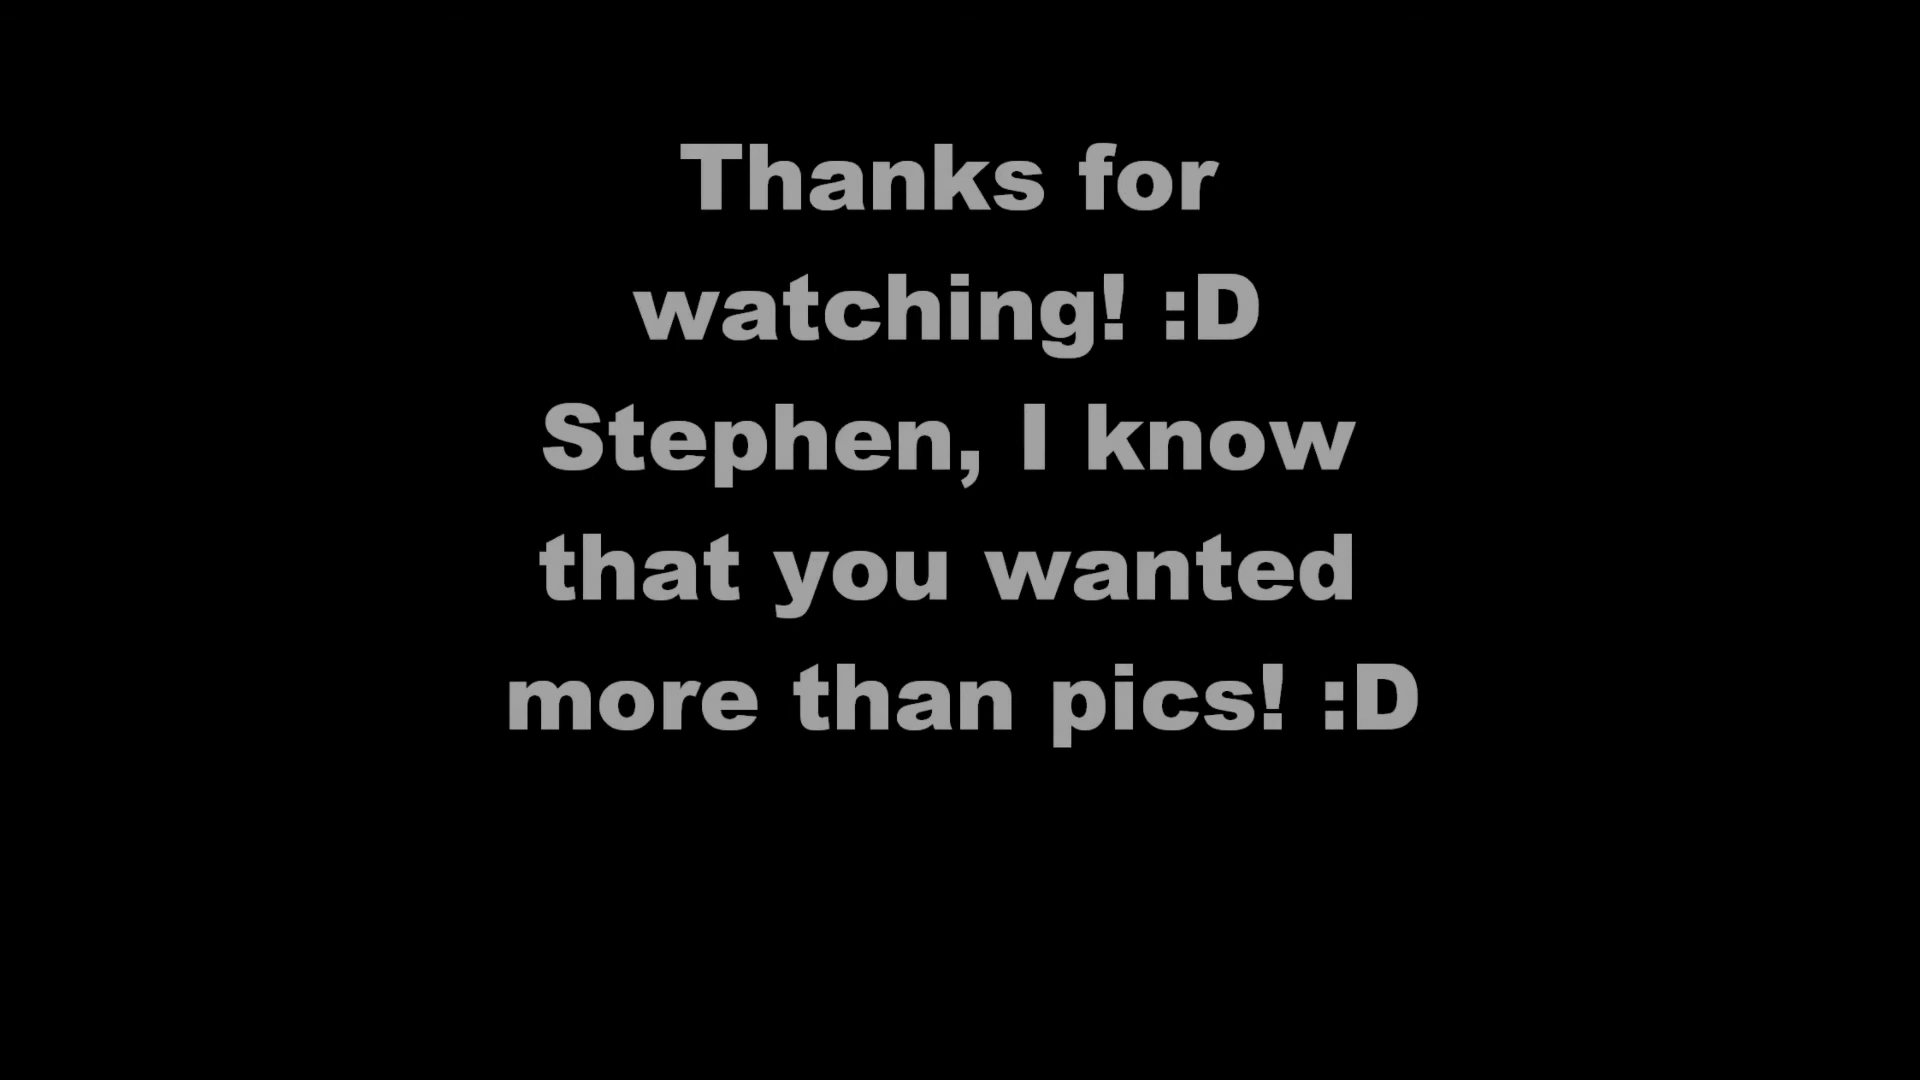 Thanks for
watching! :D
Stephen, I know
that you wanted
more than pics! :D